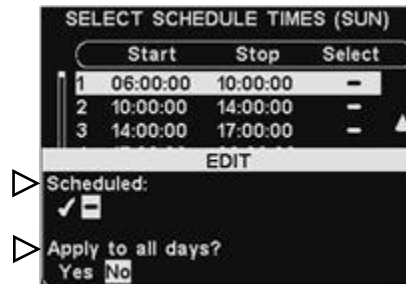 SELECT SCHEDULE TIMES (SUN)
Start Stop Select
1 06:00:00 10:00:00 –
2 10:00:00 14:00:00 –
3 14:00:00 17:00:00 –
EDIT
Scheduled:
✓ –
Apply to all days?
Yes No